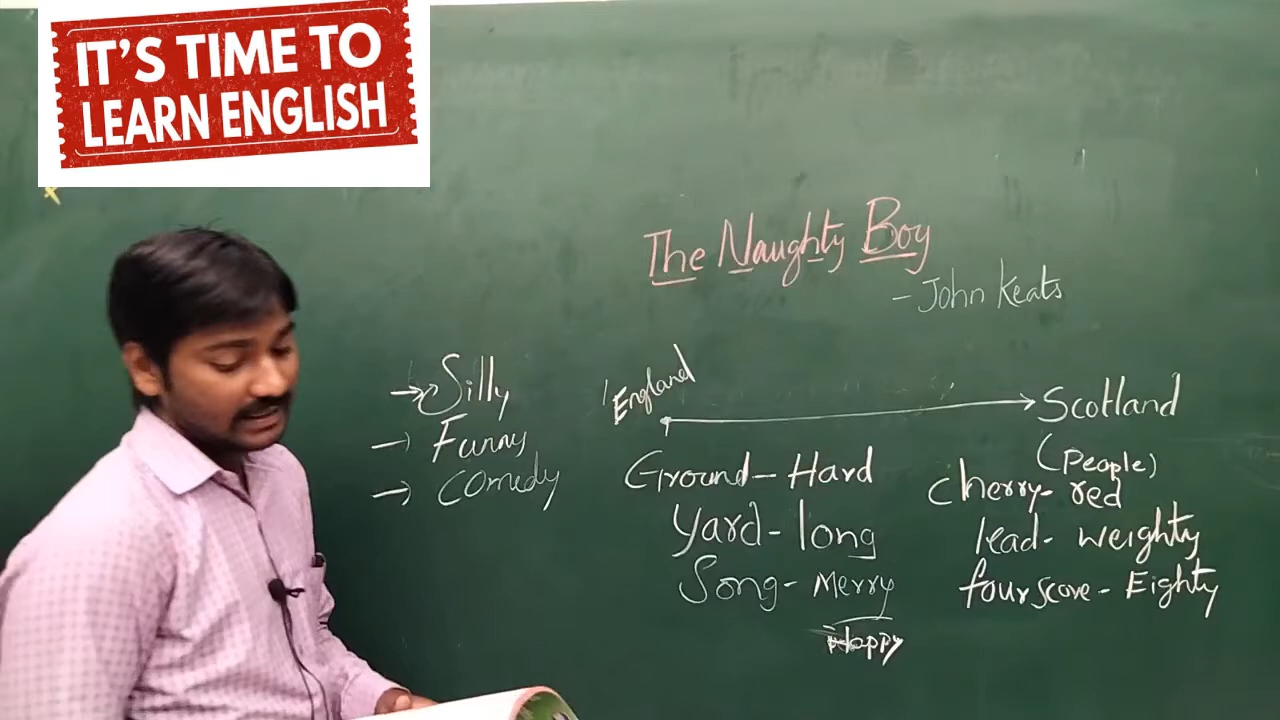 IT'S TIME TO
LEARN ENGLISH
The Naughty Boy
- John Keats
→ Silly
→ Funny
→ Comedy
England
Scotland
(People)
Ground - Hard
Yard - long
Song - Merry
Happy
Cherry - red
lead - weighty
fourscore - Eighty